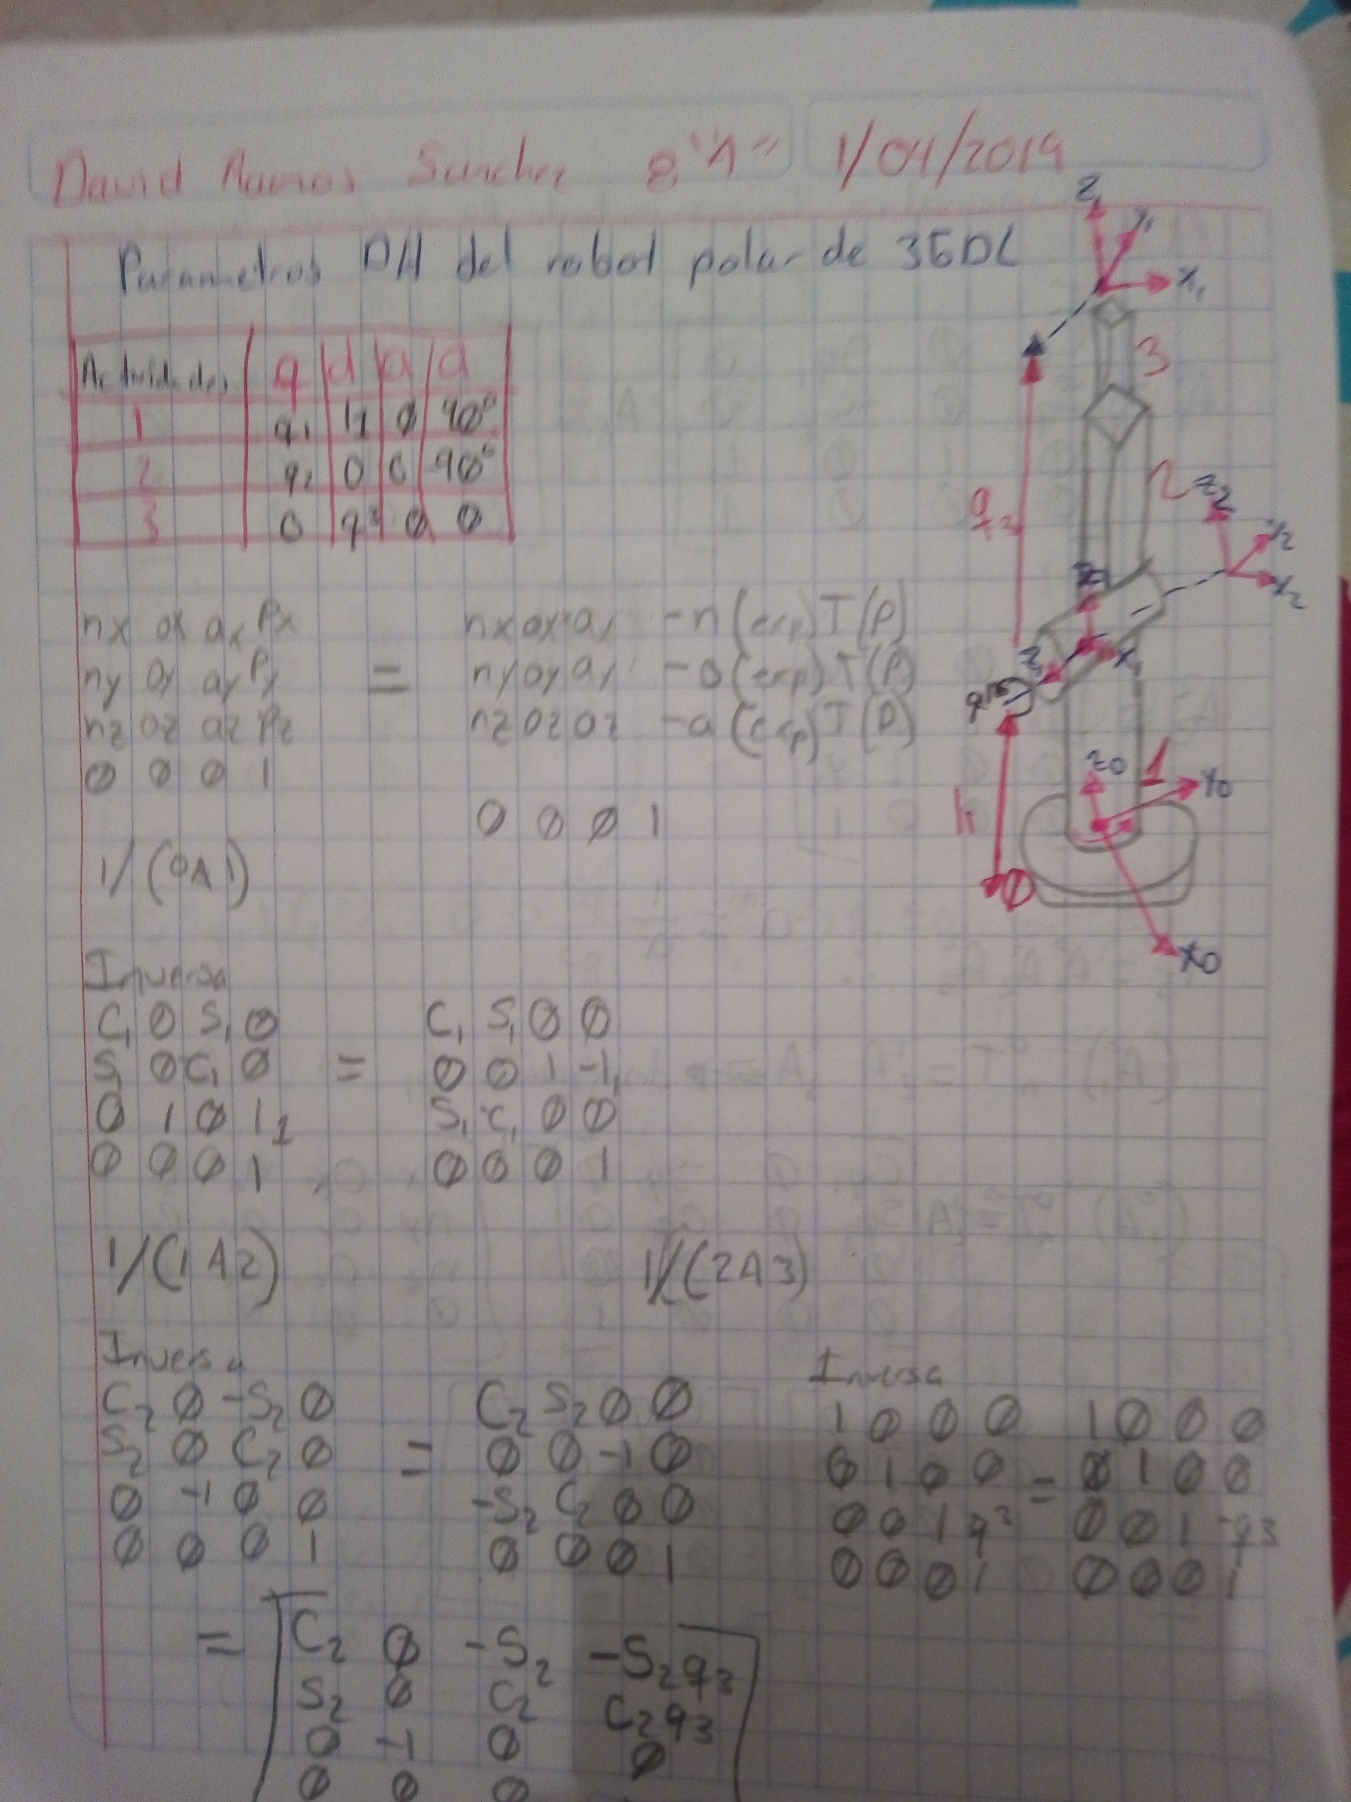 David Ramos Sanchez 8 "A" 1/04/2019
Parametros DH del robot polar de 3GDL
q d a a
1 q1 l1 0 90°
2 q2 0 0 -90°
3 0 q3 0 0
nx ox ax Px = nx ox ax -n (exp) T (P)
ny oy ay Py ny oy ay -o (exp) T (P)
nz oz az Pz nz oz oz -a (exp) T (P)
0 0 0 1
0 0 0 1
1/(0A1)
Inversa
C1 0 S1 0 C1 S1 0 0
S1 0 C1 0 = 0 0 1 -l1
0 1 0 l1 S1 C1 0 0
0 0 0 1 0 0 0 1
1/(1A2) 1/(2A3)
Inversa Inversa
C2 0 -S2 0 C2 S2 0 0 1 0 0 0 1 0 0 0
S2 0 C2 0 = 0 0 -1 0 0 1 0 0 = 0 1 0 0
0 -1 0 0 -S2 C2 0 0 0 0 1 q3 0 0 1 -q3
0 0 0 1 0 0 0 1 0 0 0 1 0 0 0 1
= C2 0 -S2 -S2q3
S2 0 C2 C2q3
0 -1 0 0
0 0 0
Z1 Y1
X1
3
q3
2 Z2 Y2
X2
Z1 X1
Z0 1 Y0
l1
0
X0